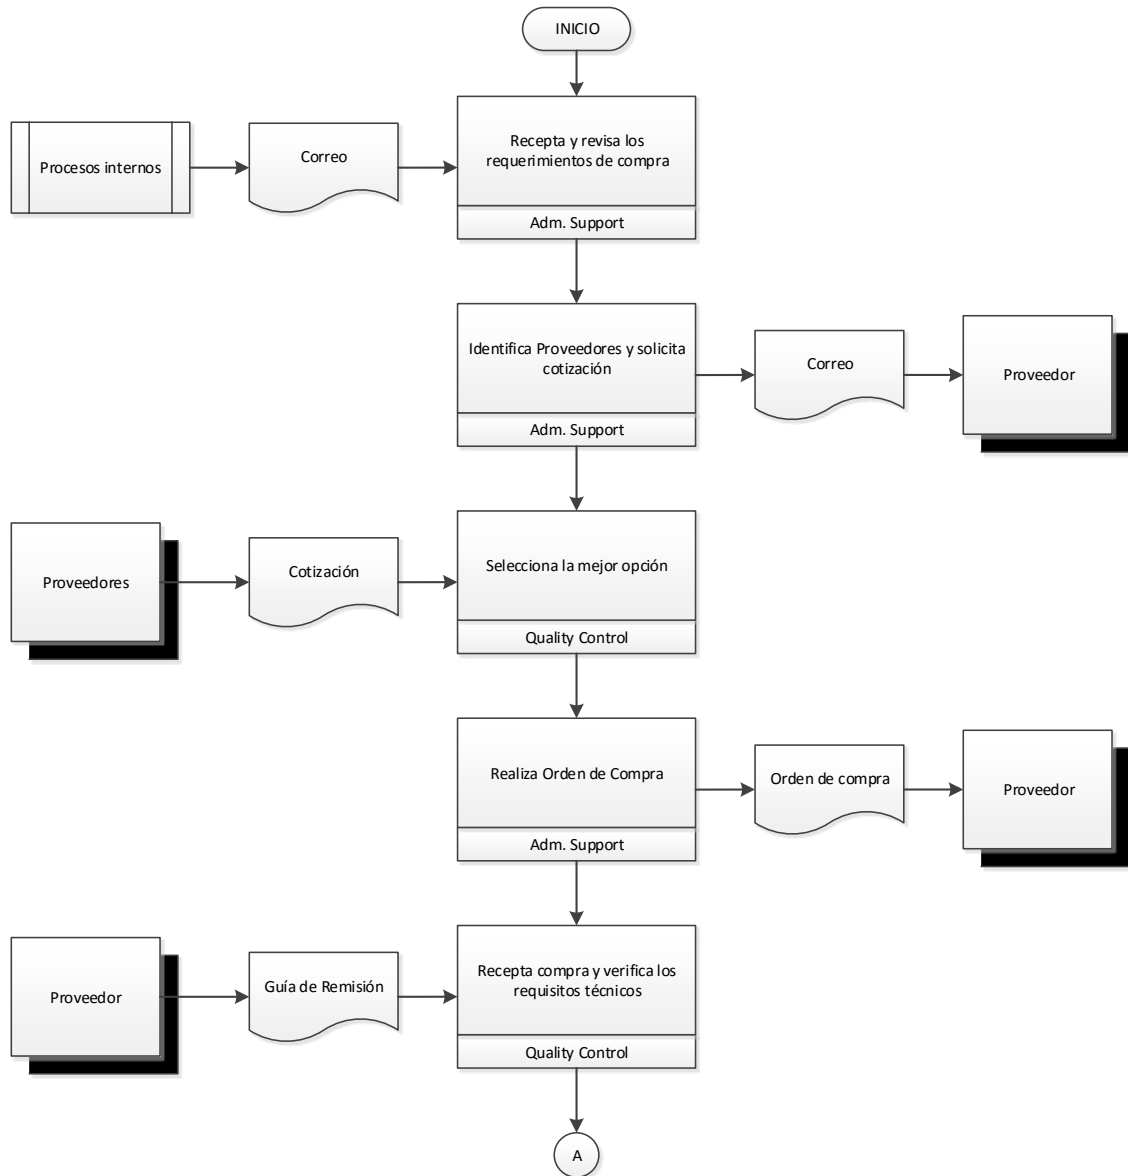 INICIO
Procesos internos
Correo
Recepta y revisa los
requerimientos de compra
Adm. Support
Identifica Proveedores y solicita
cotización
Adm. Support
Correo
Proveedor
Proveedores
Cotización
Selecciona la mejor opción
Quality Control
Realiza Orden de Compra
Adm. Support
Orden de compra
Proveedor
Proveedor
Guía de Remisión
Recepta compra y verifica los
requisitos técnicos
Quality Control
A